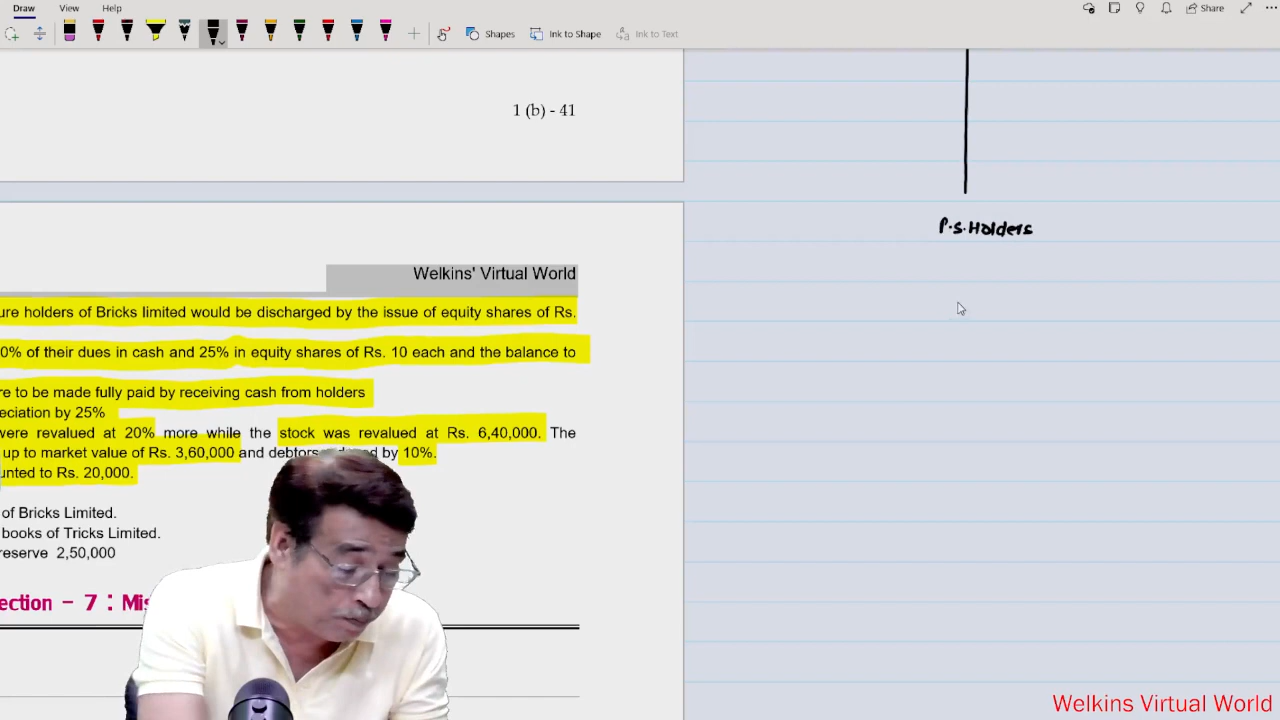 Draw View Help
Share
Shapes Ink to Shape Ink to Text
1 (b) - 41
P.S.Holders
Welkins' Virtual World
ure holders of Bricks limited would be discharged by the issue of equity shares of Rs.
0% of their dues in cash and 25% in equity shares of Rs. 10 each and the balance to
re to be made fully paid by receiving cash from holders
eciation by 25%
were revalued at 20% more while the stock was revalued at Rs. 6,40,000. The
up to market value of Rs. 3,60,000 and debtors by 10%.
unted to Rs. 20,000.
of Bricks Limited.
books of Tricks Limited.
reserve 2,50,000
ection - 7 : Mis
Welkins Virtual World